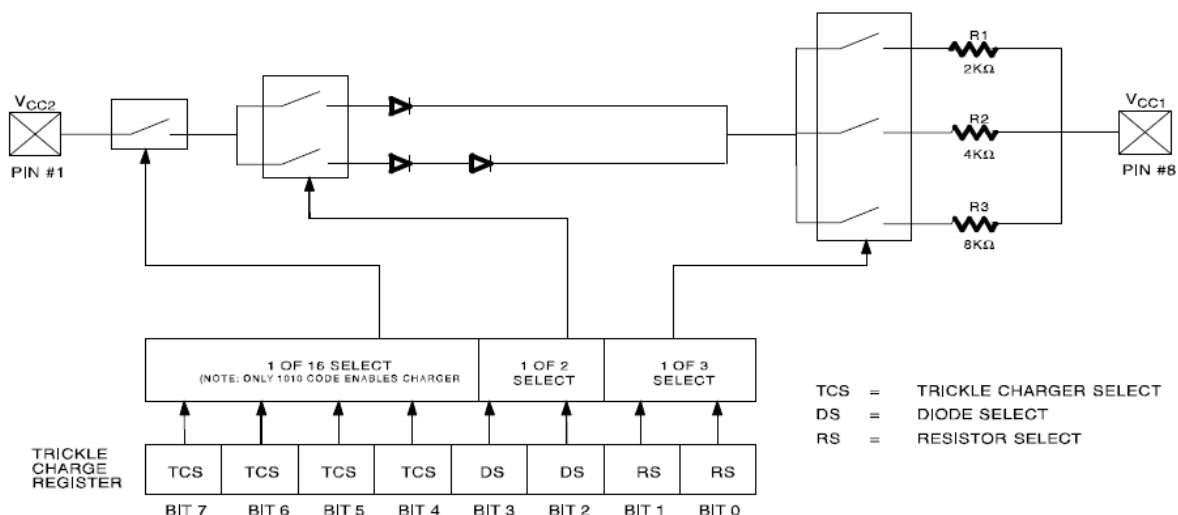 R1
2KΩ
VCC2
VCC1
R2
4KΩ
PIN #1
PIN #8
R3
8KΩ
1 OF 16 SELECT
(NOTE: ONLY 1010 CODE ENABLES CHARGER
1 OF 2
SELECT
1 OF 3
SELECT
TCS = TRICKLE CHARGER SELECT
DS = DIODE SELECT
RS = RESISTOR SELECT
TRICKLE
CHARGE
REGISTER
TCS TCS TCS TCS DS DS RS RS
BIT 7 BIT 6 BIT 5 BIT 4 BIT 3 BIT 2 BIT 1 BIT 0